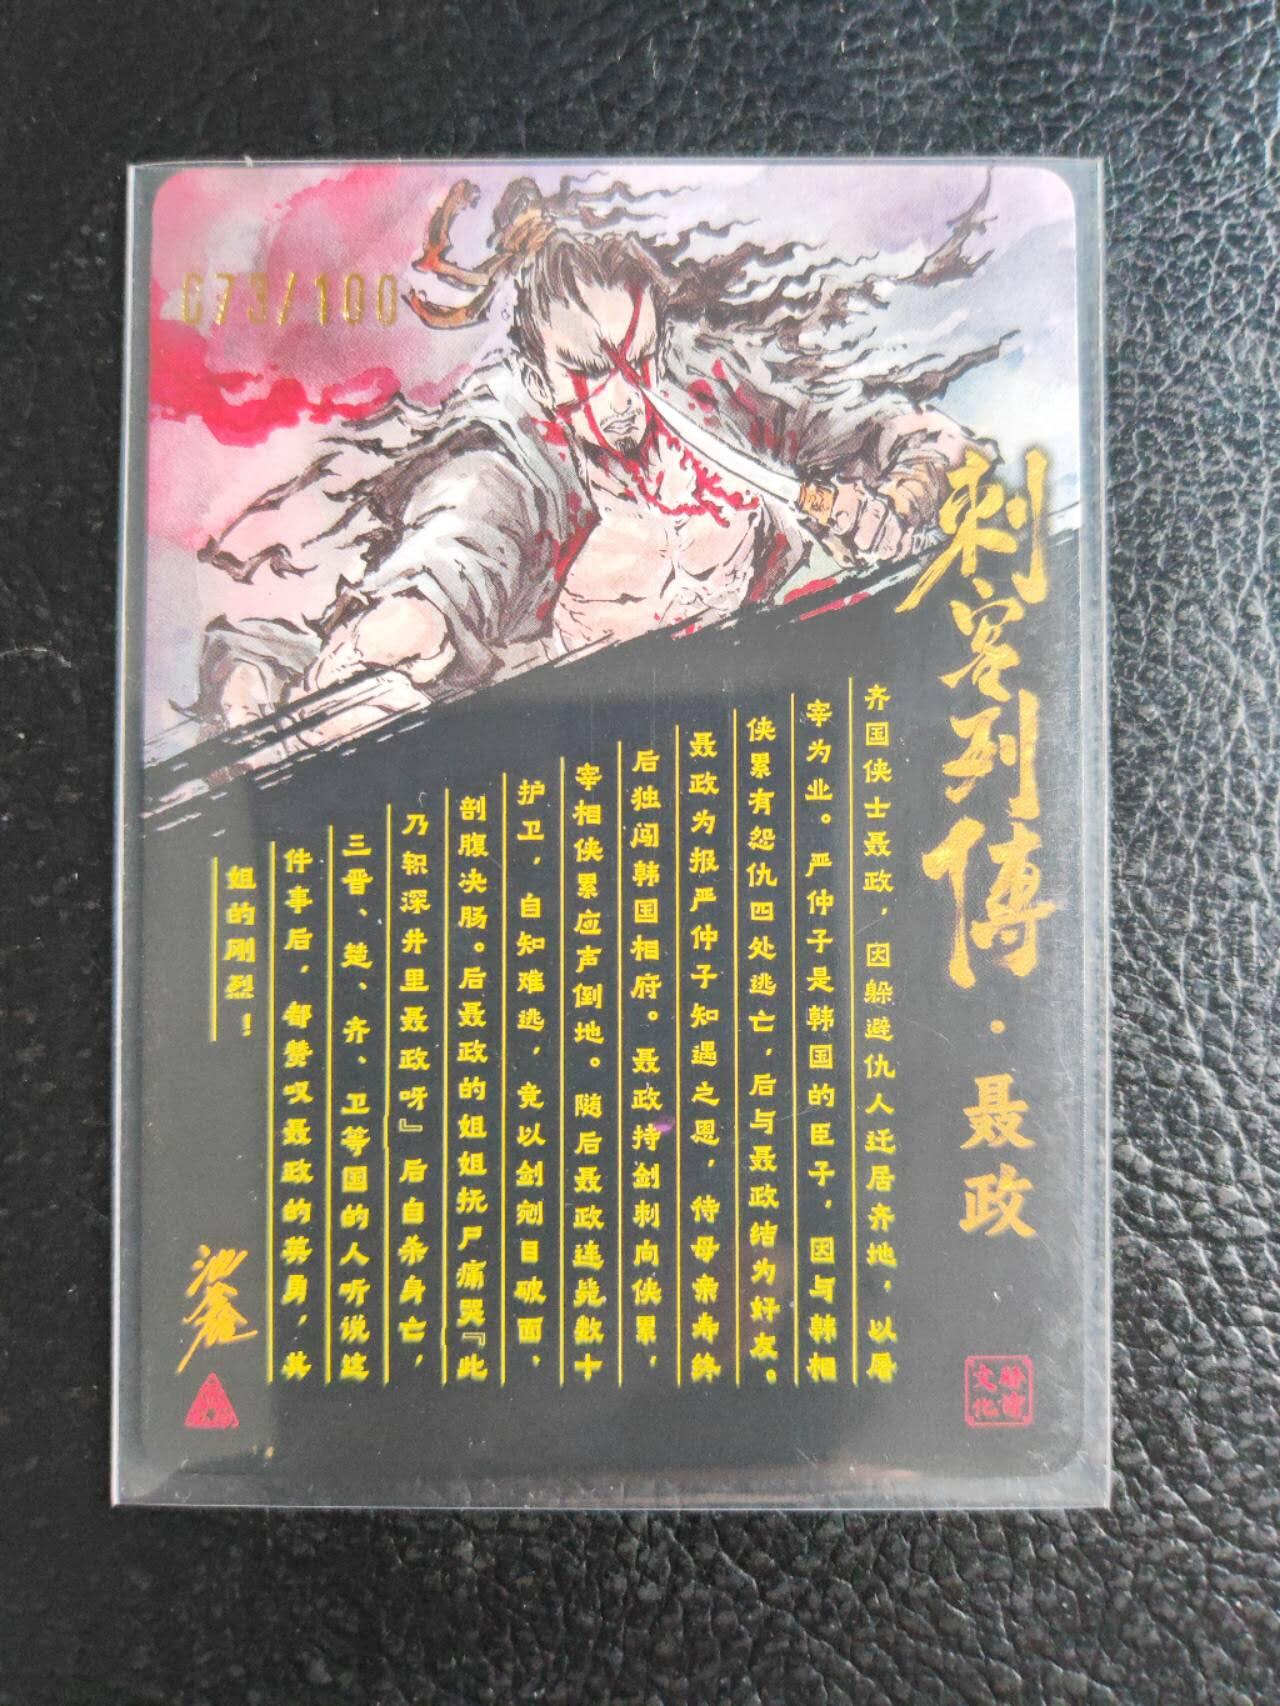 073/100
刺客列傳·聂政
齐国侠士聂政，因躲避仇人迁居齐地，以屠
宰为业。严仲子是韩国的臣子，因与韩相
侠累有怨仇四处逃亡，后与聂政结为好友。
聂政为报严仲子知遇之恩，待母亲寿终
后独闯韩国相府。聂政持剑刺向侠累，
宰相侠累应声倒地。随后聂政连毙数十
护卫，自知难逃，竟以剑剜目破面，
剖腹决肠。后聂政的姐姐抚尸痛哭『此
乃轵深井里聂政呀』后自杀身亡，
三晋、楚、齐、卫等国的人听说这
件事后，都赞叹聂政的英勇，其
姐的刚烈！
文化